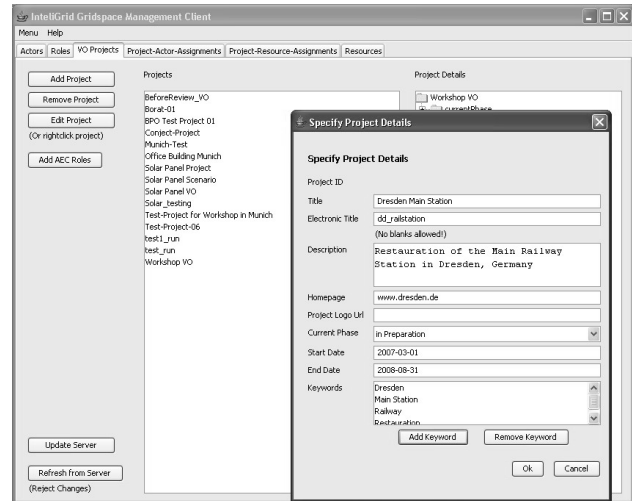 InteliGrid Gridspace Management Client
Menu Help
Actors Roles VO Projects Project-Actor-Assignments Project-Resource-Assignments Resources
Add Project
Remove Project
Edit Project
(Or rightclick project)
Add AEC Roles
Update Server
Refresh from Server
(Reject Changes)
Projects
BeforeReview_VO
Borat-01
BPO Test Project 01
Conject-Project
Munich-Test
Office Building Munich
Solar Panel Project
Solar Panel Scenario
Solar Panel VO
Solar_testing
Test-Project for Workshop in Munich
Test-Project-06
test1_run
test_run
Workshop VO
Project Details
Workshop VO
currentPhase
Specify Project Details
Specify Project Details
Project ID
Title Dresden Main Station
Electronic Title dd_railstation
(No blanks allowed!)
Description Restauration of the Main Railway
Station in Dresden, Germany
Homepage www.dresden.de
Project Logo Url
Current Phase in Preparation
Start Date 2007-03-01
End Date 2008-08-31
Keywords Dresden
Main Station
Railway
Restauration
Add Keyword Remove Keyword
Ok Cancel